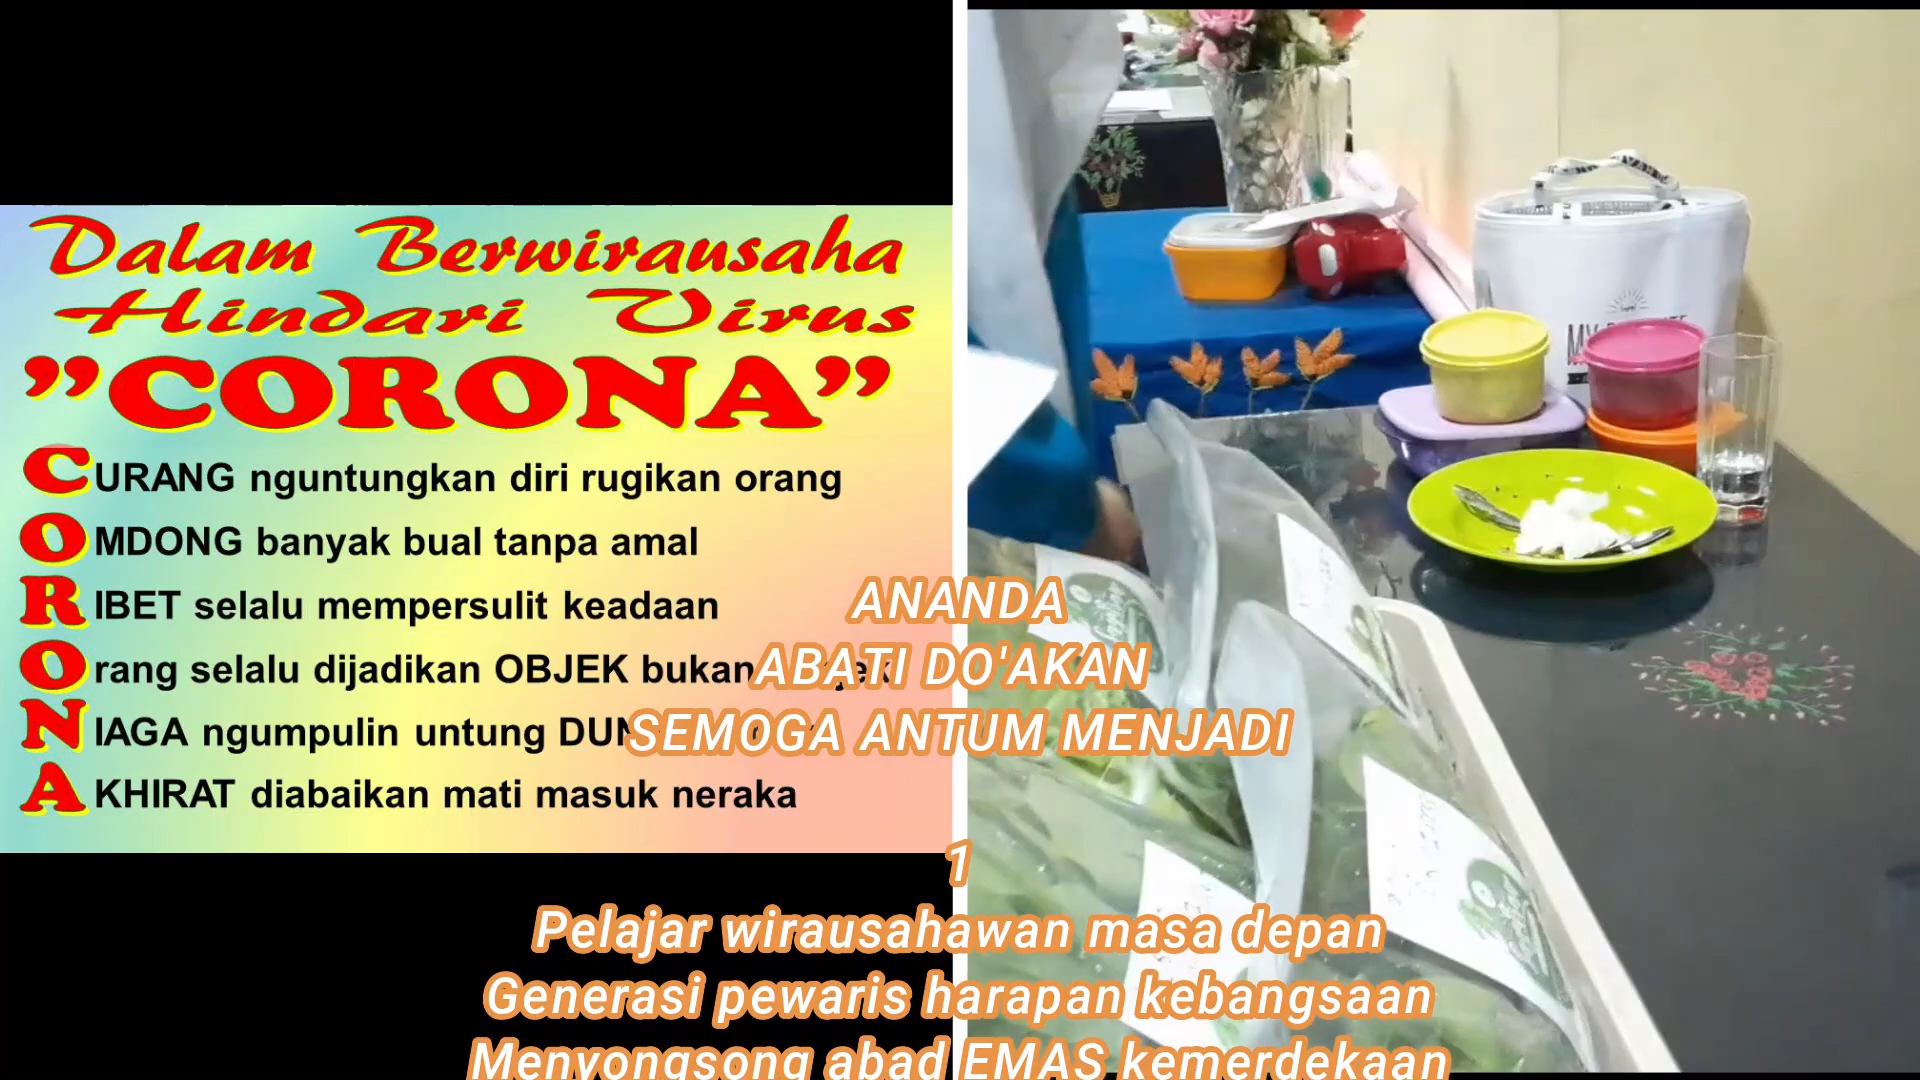 Dalam Berwirausaha
Hindari Virus
"CORONA"
CURANG nguntungkan diri rugikan orang
OMDONG banyak bual tanpa amal
RIBET selalu mempersulit keadaan
Orang selalu dijadikan OBJEK bukan
NIAGA ngumpulin untung
AKHIRAT diabaikan mati masuk neraka
MY
ANANDA
ABATI DO'AKAN
SEMOGA ANTUM MENJADI
1
Pelajar wirausahawan masa depan
Generasi pewaris harapan kebangsaan
Menyongsong abad EMAS kemerdekaan